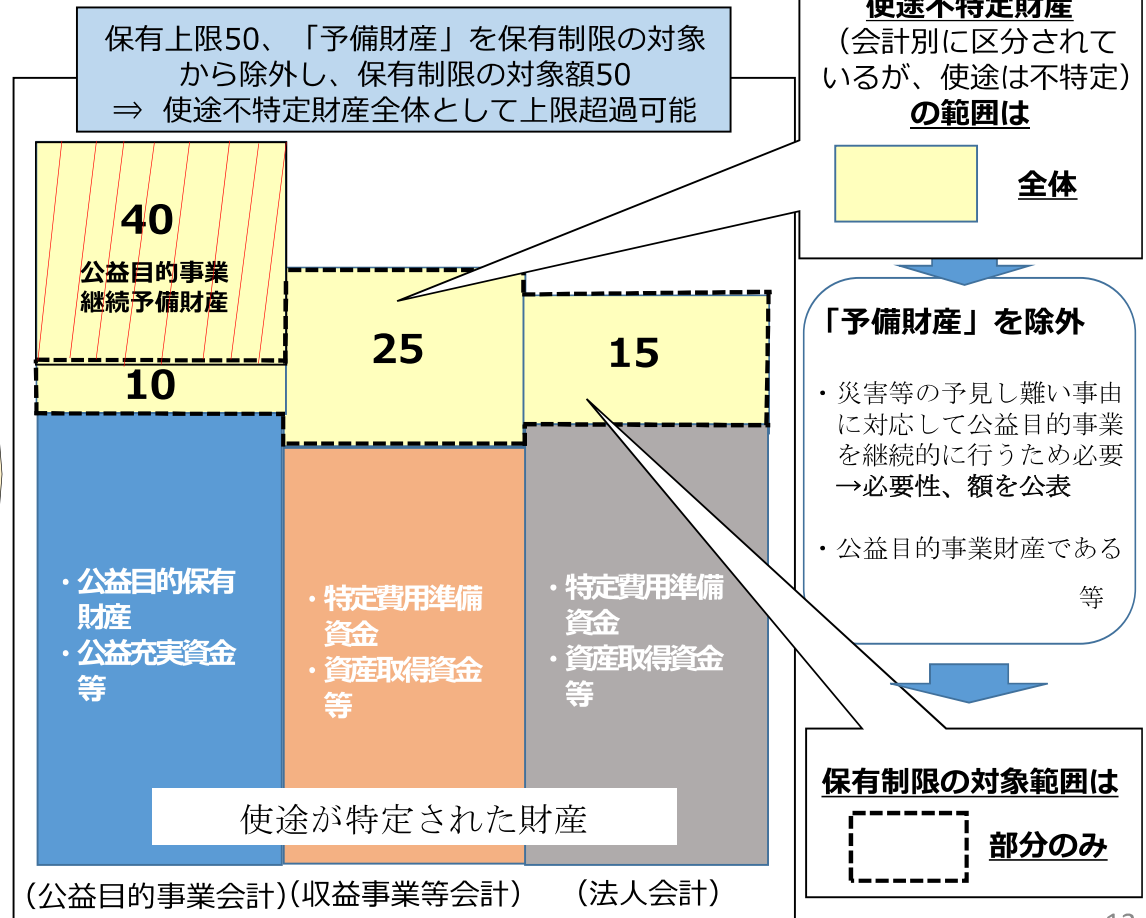 保有上限50、「予備財産」を保有制限の対象
から除外し、保有制限の対象額50
⇒ 使途不特定財産全体として上限超過可能
使途不特定財産
（会計別に区分されて
いるが、使途は不特定）
の範囲は
全体
40
公益目的事業
継続予備財産
10
25
15
「予備財産」を除外
・災害等の予見し難い事由
に対応して公益目的事業
を継続的に行うため必要
→必要性、額を公表
・公益目的事業財産である
等
・公益目的保有
財産
・公益充実資金
等
・特定費用準備
資金
・資産取得資金
等
・特定費用準備
資金
・資産取得資金
等
使途が特定された財産
（公益目的事業会計）
（収益事業等会計）
（法人会計）
保有制限の対象範囲は
部分のみ